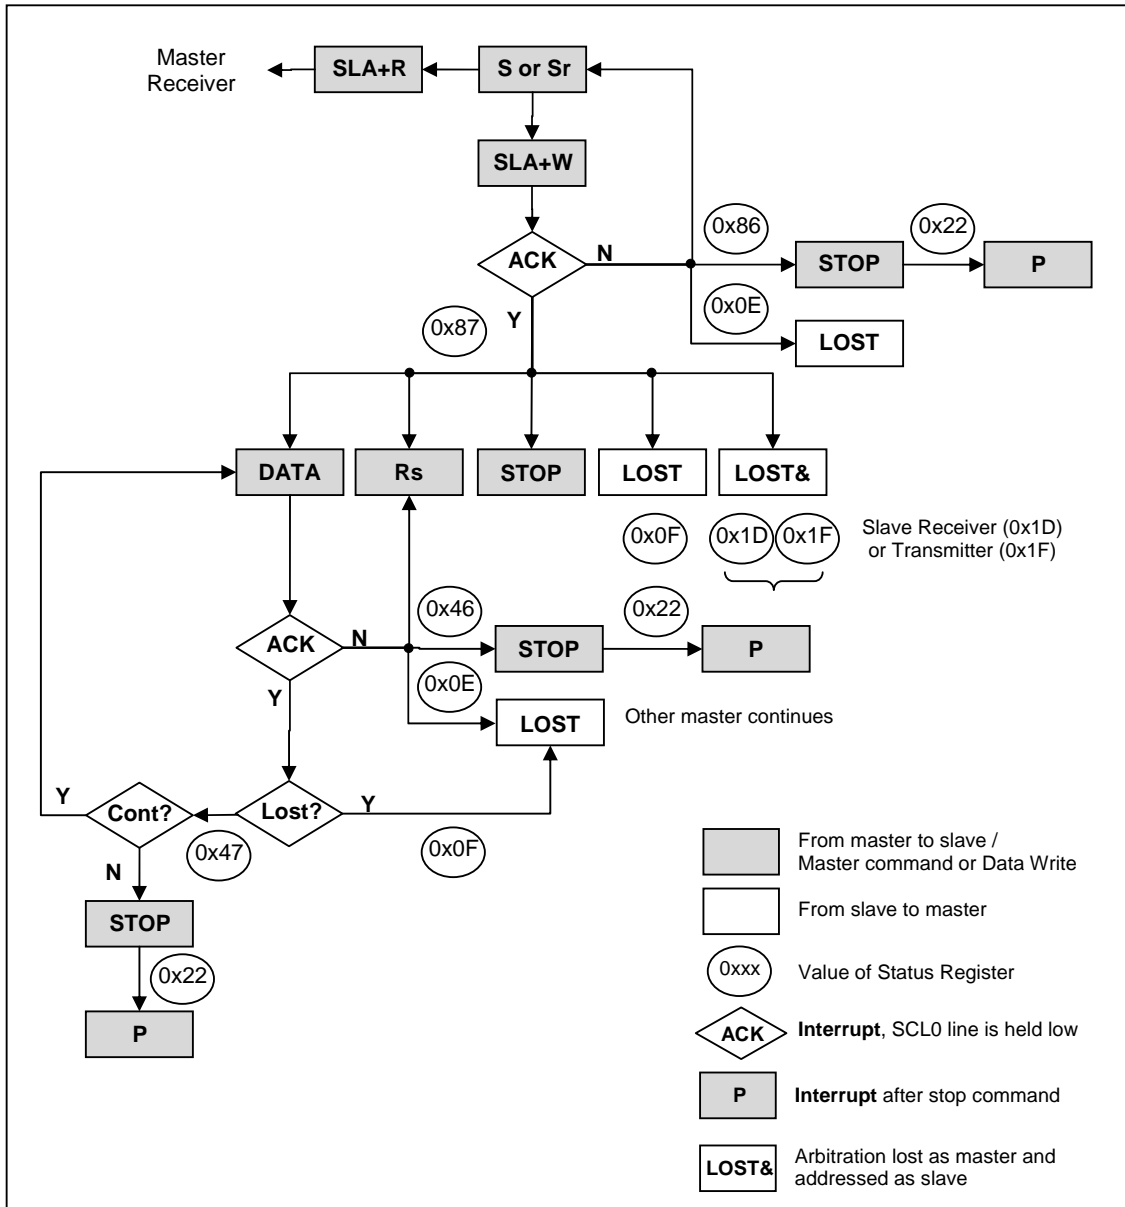 Master
Receiver
SLA+R
S or Sr
SLA+W
0x86
0x22
ACK
N
STOP
P
0x0E
Y
0x87
LOST
DATA
Rs
STOP
LOST
LOST&
0x0F
0x1D
0x1F
Slave Receiver (0x1D)
or Transmitter (0x1F)
0x46
0x22
ACK
N
STOP
P
0x0E
Y
LOST
Other master continues
Y
Cont?
Lost?
Y
0x47
0x0F
N
STOP
0x22
P
From master to slave /
Master command or Data Write
From slave to master
0xxx
Value of Status Register
ACK
Interrupt, SCL0 line is held low
P
Interrupt after stop command
LOST&
Arbitration lost as master and
addressed as slave